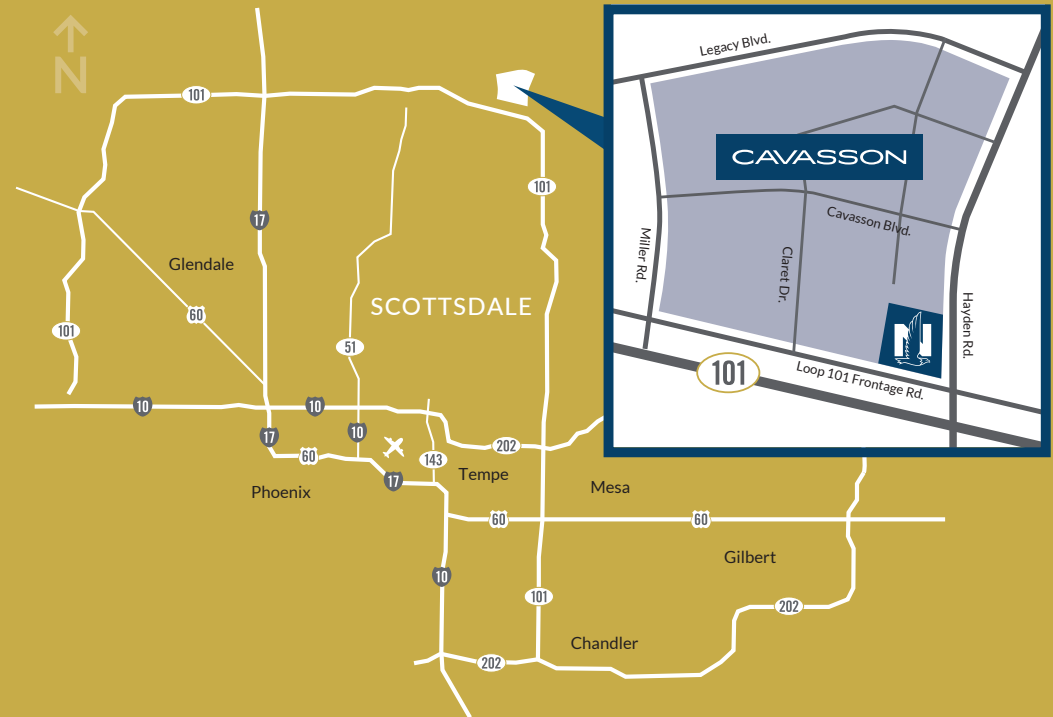 N
101
17
101
Glendale
60
SCOTTSDALE
101
51
10
10
17
10
60
143
202
17
Tempe
Phoenix
Mesa
60
60
Gilbert
10
101
202
Chandler
202
Legacy Blvd.
CAVASSON
Cavasson Blvd.
Miller Rd.
Claret Dr.
Hayden Rd.
N
101
Loop 101 Frontage Rd.